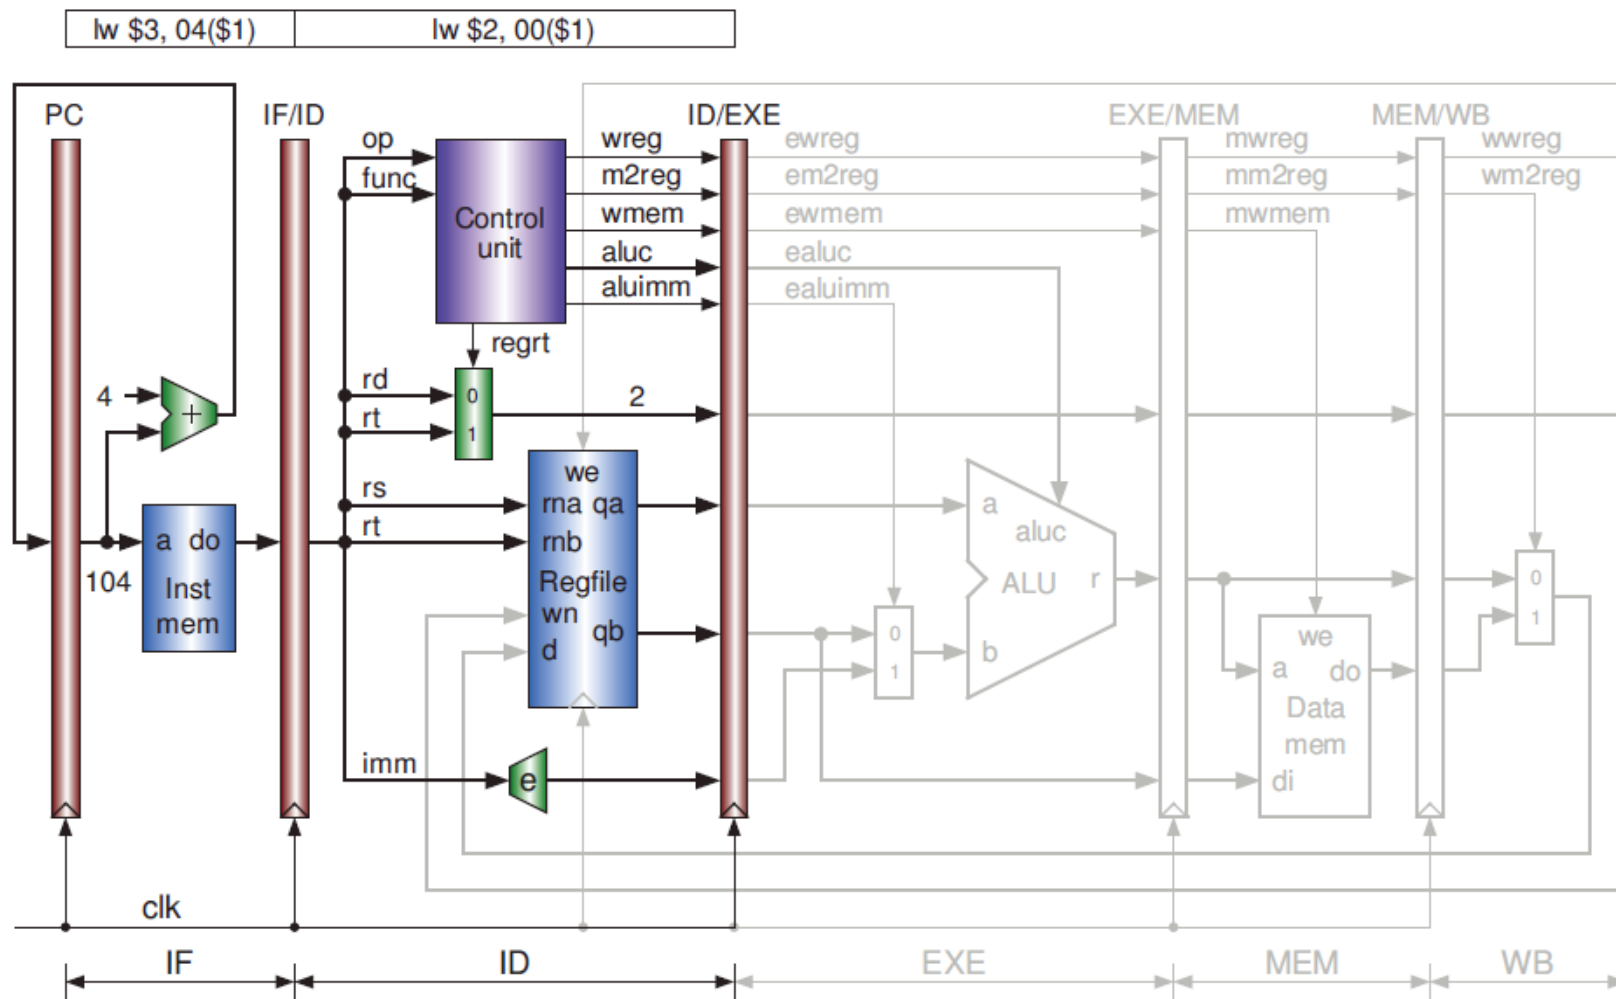 lw $3, 04($1) lw $2, 00($1)
PC IF/ID ID/EXE EXE/MEM MEM/WB
op wreg ewreg mwreg wwreg
func m2reg em2reg mm2reg wm2reg
Control unit
wmem ewmem mwmem
aluc ealuc
aluimm ealuimm
regrt
4 + rd 0 2
rt 1
we
rs rna qa a
rt rnb aluc
a do
104 Inst mem
Regfile ALU r 0
wn qb 0 we 1
d 1 b a do
Data mem
imm e di
clk
IF ID EXE MEM WB